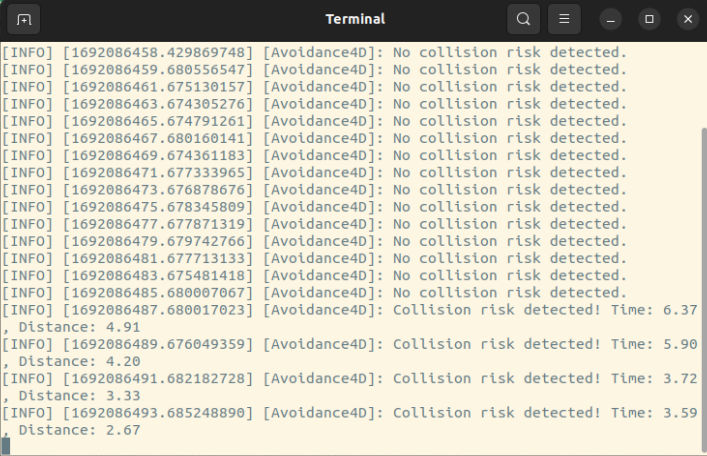 Terminal
[INFO] [1692086458.429869748] [Avoidance4D]: No collision risk detected.
[INFO] [1692086459.680556547] [Avoidance4D]: No collision risk detected.
[INFO] [1692086461.675130157] [Avoidance4D]: No collision risk detected.
[INFO] [1692086463.674305276] [Avoidance4D]: No collision risk detected.
[INFO] [1692086465.674791261] [Avoidance4D]: No collision risk detected.
[INFO] [1692086467.680160141] [Avoidance4D]: No collision risk detected.
[INFO] [1692086469.674361183] [Avoidance4D]: No collision risk detected.
[INFO] [1692086471.677333965] [Avoidance4D]: No collision risk detected.
[INFO] [1692086473.676878676] [Avoidance4D]: No collision risk detected.
[INFO] [1692086475.678345809] [Avoidance4D]: No collision risk detected.
[INFO] [1692086477.677871319] [Avoidance4D]: No collision risk detected.
[INFO] [1692086479.679742766] [Avoidance4D]: No collision risk detected.
[INFO] [1692086481.677713133] [Avoidance4D]: No collision risk detected.
[INFO] [1692086483.675481418] [Avoidance4D]: No collision risk detected.
[INFO] [1692086485.680007067] [Avoidance4D]: No collision risk detected.
[INFO] [1692086487.680017023] [Avoidance4D]: Collision risk detected! Time: 6.37
, Distance: 4.91
[INFO] [1692086489.676049359] [Avoidance4D]: Collision risk detected! Time: 5.90
, Distance: 4.20
[INFO] [1692086491.682182728] [Avoidance4D]: Collision risk detected! Time: 3.72
, Distance: 3.33
[INFO] [1692086493.685248890] [Avoidance4D]: Collision risk detected! Time: 3.59
, Distance: 2.67